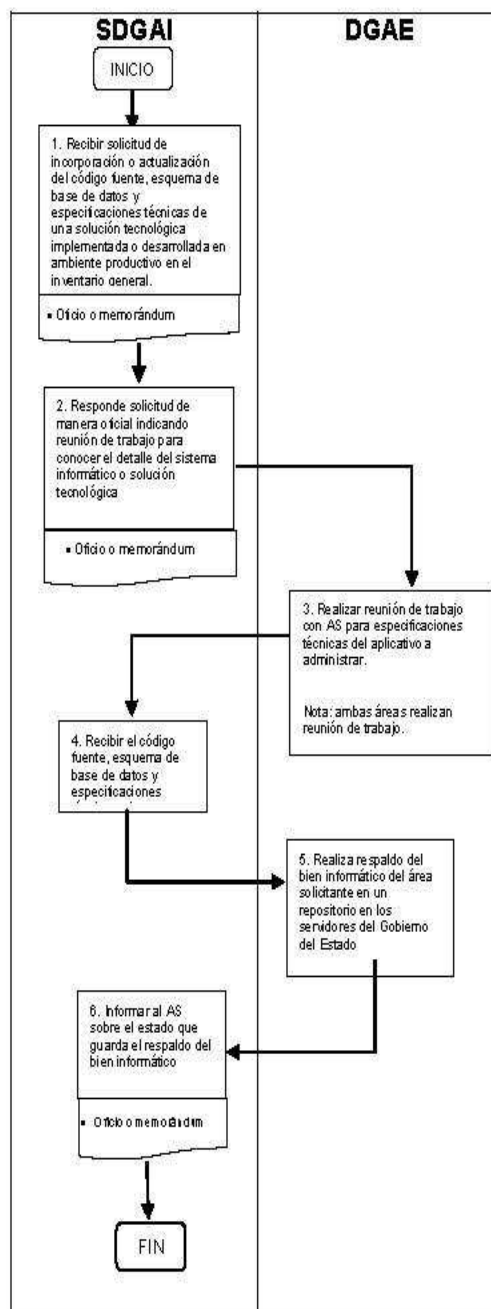 SDGAI
DGAE
INICIO
1. Recibir solicitud de
incorporación o actualización
del código fuente, esquema de
base de datos y
especificaciones técnicas de
una solución tecnológica
implementada o desarrollada en
ambiente productivo en el
inventario general.
▪ Oficio o memorándum
2. Responde solicitud de
manera oficial indicando
reunión de trabajo para
conocer el detalle del sistema
informático o solución
tecnológica
▪ Oficio o memorándum
3. Realizar reunión de trabajo
con AS para especificaciones
técnicas del aplicativo a
administrar.
Nota: ambas áreas realizan
reunión de trabajo.
4. Recibir el código
fuente, esquema de
base de datos y
especificaciones
5. Realiza respaldo del
bien informático del área
solicitante en un
repositorio en los
servidores del Gobierno
del Estado
6. Informar al AS
sobre el estado que
guarda el respaldo del
bien informático
▪ Oficio o memorándum
FIN